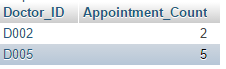 Doctor_ID Appointment_Count
D002 2
D005 5